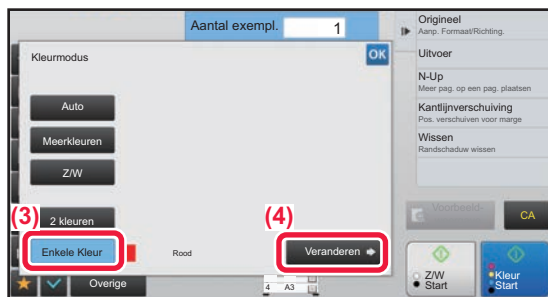 Aantal exempl. 1
Kleurmodus
OK
Auto
Meerkleuren
Z/W
(3)
2 kleuren
Enkele Kleur
Rood
(4)
Veranderen
Overige
4 A3
Origineel
Aanp. Formaat/Richting.
Uitvoer
N-Up
Meer pag. op een pag. plaatsen
Kantlijnverschuiving
Pos. verschuiven voor marge
Wissen
Randschaduw wissen
Voorbeeld-
CA
Z/W
Start
Kleur
Start